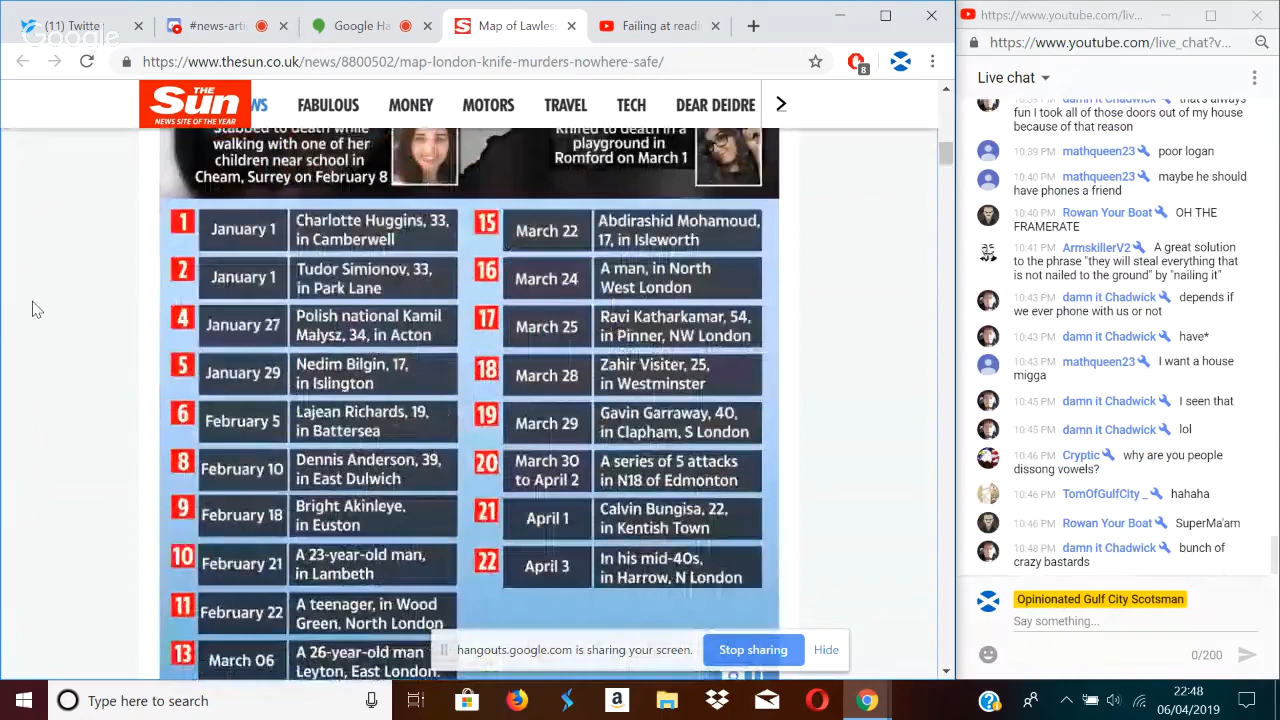 (11) Twitte
#news-arti
Google Ha
Map of Lawles
Failing at readi
Google
https://www.thesun.co.uk/news/8800502/map-london-knife-murders-nowhere-safe/
8
THE
Sun
NEWS SITE OF THE YEAR
WS
FABULOUS
MONEY
MOTORS
TRAVEL
TECH
DEAR DEIDRE
Stabbed to death while
walking with one of her
children near school in
Cheam, Surrey on February 8
Knifed to death in a
playground in
Romford on March 1
1 January 1 Charlotte Huggins, 33,
in Camberwell
2 January 1 Tudor Simionov, 33,
in Park Lane
4 January 27 Polish national Kamil
Malysz, 34, in Acton
5 January 29 Nedim Bilgin, 17,
in Islington
6 February 5 Lajean Richards, 19,
in Battersea
8 February 10 Dennis Anderson, 39,
in East Dulwich
9 February 18 Bright Akinleye,
in Euston
10 February 21 A 23-year-old man,
in Lambeth
11 February 22 A teenager, in Wood
Green, North London
13 March 06 A 26-year-old man
Leyton, East London.
15 March 22 Abdirashid Mohamoud,
17, in Isleworth
16 March 24 A man, in North
West London
17 March 25 Ravi Katharkamar, 54,
in Pinner, NW London
18 March 28 Zahir Visiter, 25,
in Westminster
19 March 29 Gavin Garraway, 40,
in Clapham, S London
20 March 30
to April 2 A series of 5 attacks
in N18 of Edmonton
21 April 1 Calvin Bungisa, 22,
in Kentish Town
22 April 3 In his mid-40s,
in Harrow, N London
hangouts.google.com is sharing your screen.
Stop sharing
Hide
https://www.youtube.com/liv...
https://www.youtube.com/live_chat?v...
Live chat
10:39 PM damn it Chadwick that's always
fun I took all of those doors out of my house
because of that reason
10:39 PM mathqueen23 poor logan
10:40 PM mathqueen23 maybe he should
have phones a friend
10:40 PM Rowan Your Boat OH THE
FRAMERATE
10:41 PM ArmskillerV2 A great solution
to the phrase "they will steal everything that
is not nailed to the ground" by "nailing it"
10:43 PM damn it Chadwick depends if
we ever phone with us or not
10:43 PM damn it Chadwick have*
10:43 PM mathqueen23 I want a house
migga
10:45 PM damn it Chadwick I seen that
10:45 PM damn it Chadwick lol
10:46 PM Cryptic why are you people
dissong vowels?
10:46 PM TomOfGulfCity _ hahaha
10:46 PM Rowan Your Boat SuperMa'am
10:48 PM damn it Chadwick bunch of
crazy bastards
Opinionated Gulf City Scotsman
Say something...
0/200
Type here to search
22:48
06/04/2019